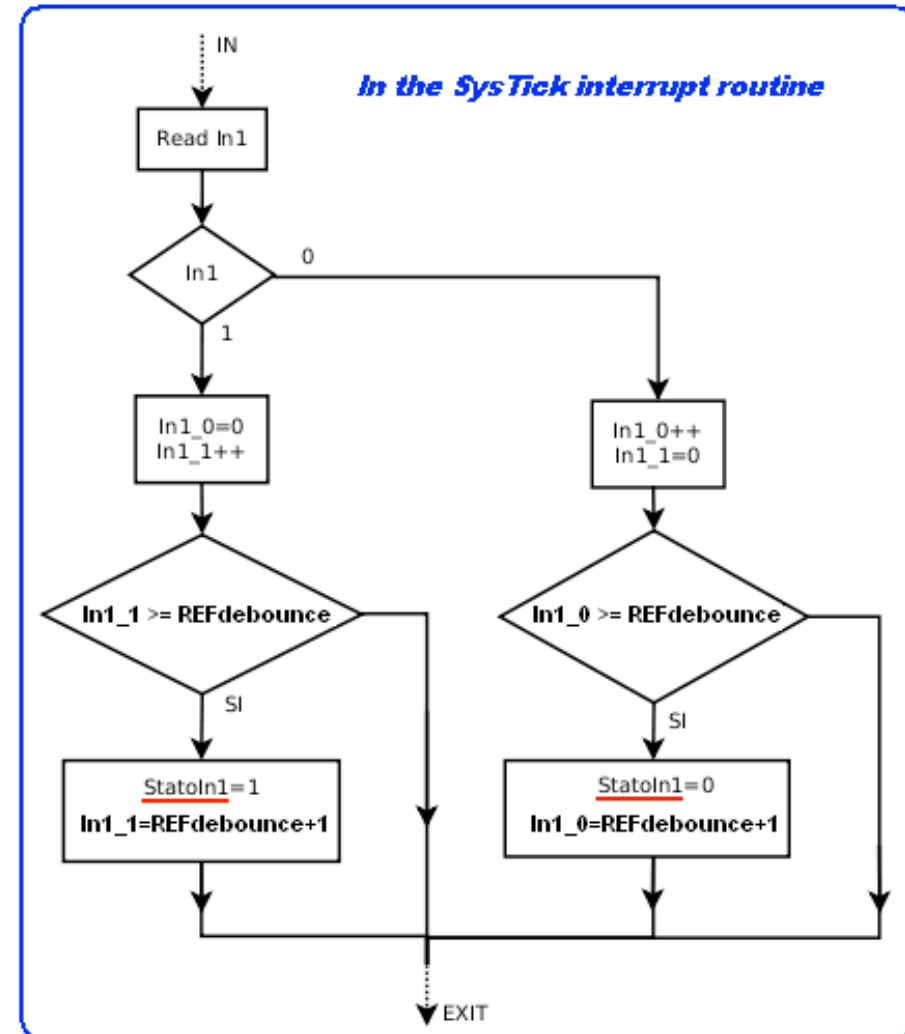 IN
In the SysTick interrupt routine
Read In1
In1
0
1
In1_0=0
In1_1++
In1_0++
In1_1=0
In1_1 >= REFdebounce
In1_0 >= REFdebounce
SI
SI
StatoIn1=1
In1_1=REFdebounce+1
StatoIn1=0
In1_0=REFdebounce+1
EXIT